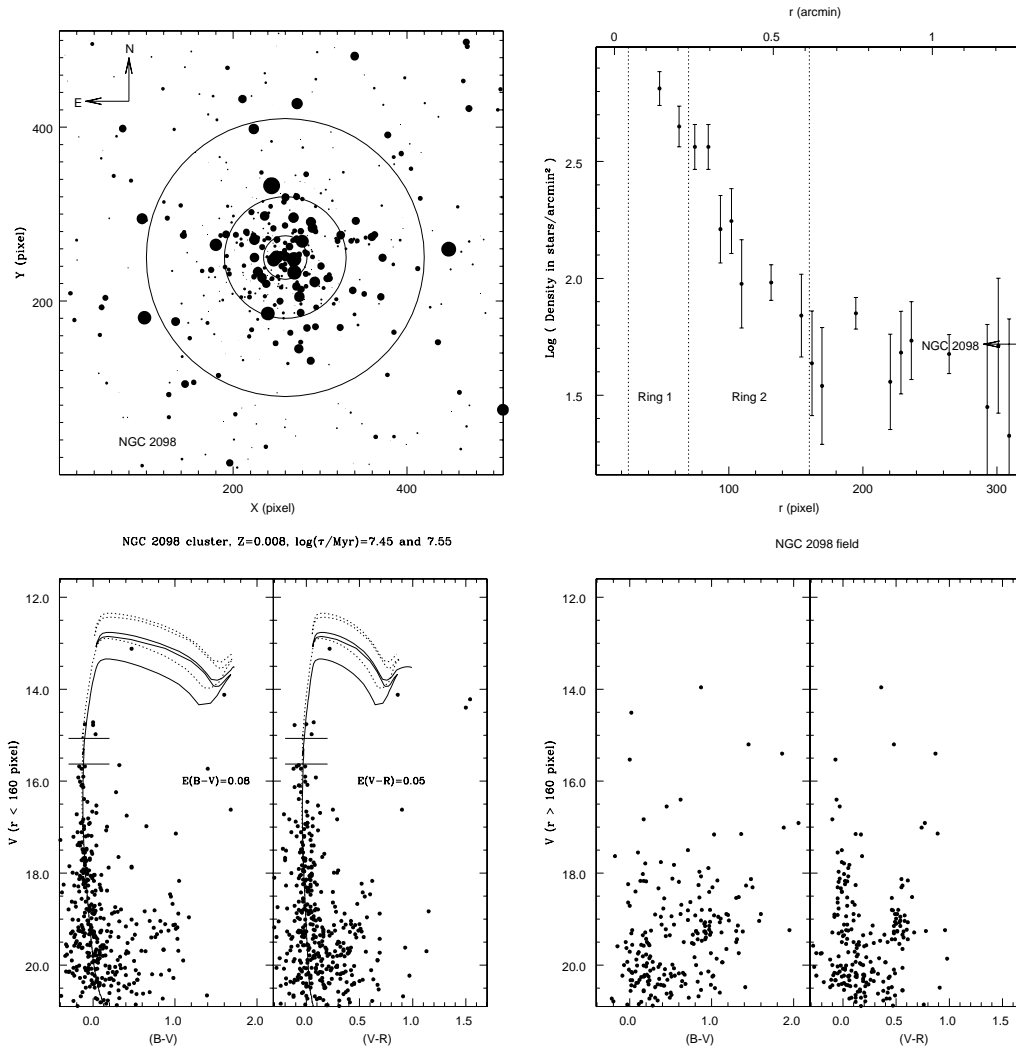 r (arcmin)
0 0.5 1
N
E
Y (pixel)
400
200
NGC 2098
200 400
X (pixel)
Log ( Density in stars/arcmin² )
2.5
2.0
1.5
NGC 2098
Ring 1 Ring 2
100 200 300
r (pixel)
NGC 2098 cluster, Z=0.008, log(τ/Myr)=7.45 and 7.55
V (r < 160 pixel)
12.0
14.0
16.0
18.0
20.0
E(B-V)=0.08
E(V-R)=0.05
0.0 1.0 2.0
(B-V)
0.0 0.5 1.0 1.5
(V-R)
NGC 2098 field
V (r > 160 pixel)
12.0
14.0
16.0
18.0
20.0
0.0 1.0 2.0
(B-V)
0.0 0.5 1.0 1.5
(V-R)